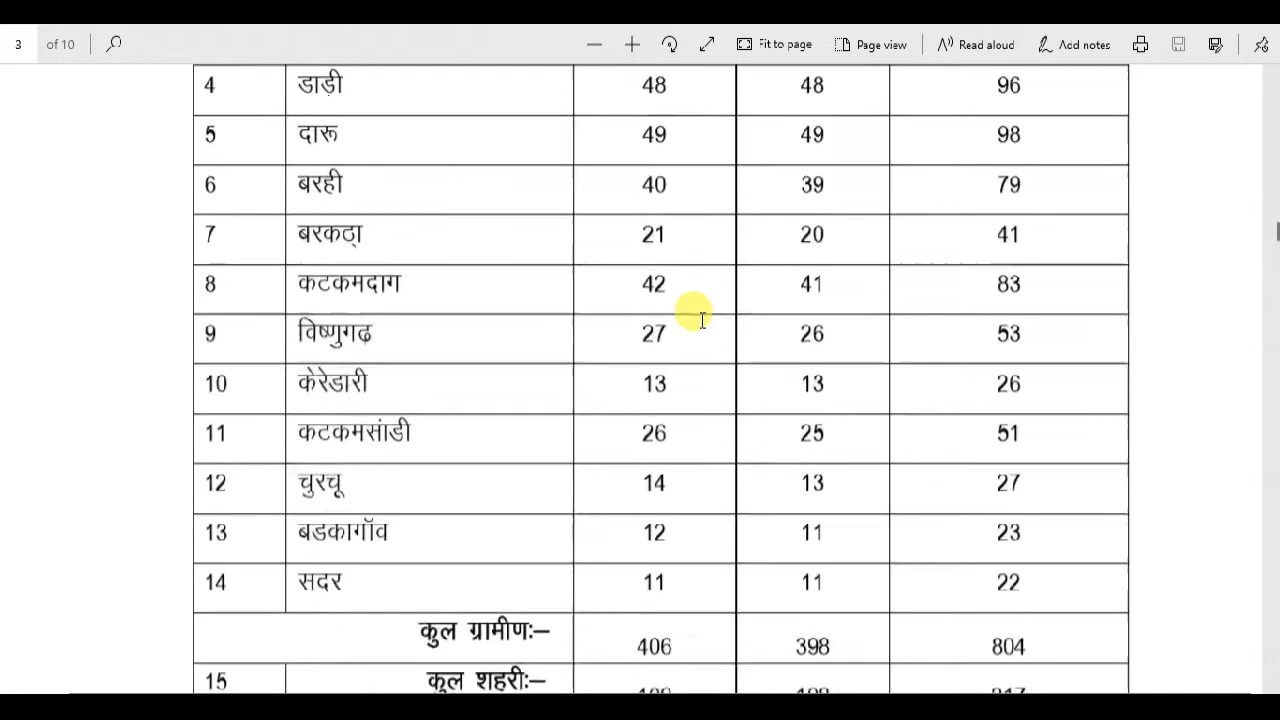 3 of 10 Fit to page Page view Read aloud Add notes
4 डाड़ी 48 48 96
5 दारू 49 49 98
6 बरही 40 39 79
7 बरकठ्ा 21 20 41
8 कटकमदाग 42 41 83
9 विष्णुगढ़ 27 26 53
10 केरेडारी 13 13 26
11 कटकमसांडी 26 25 51
12 चुरचू 14 13 27
13 बडकागॉव 12 11 23
14 सदर 11 11 22
कुल ग्रामीणः– 406 398 804
15 कुल शहरीः–